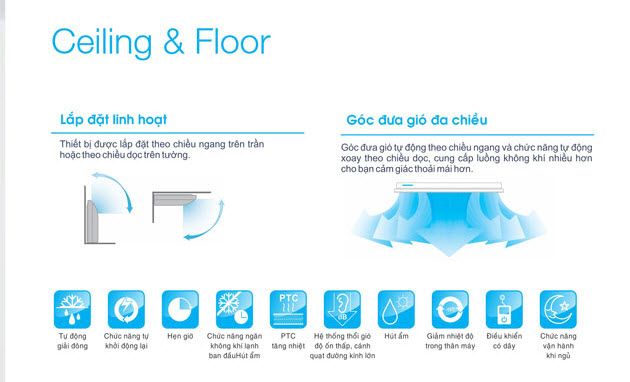 Ceiling & Floor
Lắp đặt linh hoạt
Thiết bị được lắp đặt theo chiều ngang trên trần
hoặc theo chiều dọc trên tường.
Góc đưa gió đa chiều
Góc đưa gió tự động theo chiều ngang và chức năng tự động
xoay theo chiều dọc, cung cấp luồng không khí nhiều hơn
cho bạn cảm giác thoải mái hơn.
PTC
dB
Tự động
giải đông
Chức năng tự
khởi động lại
Hẹn giờ
Chức năng ngăn
không khí lạnh
ban đầuHút ẩm
PTC
tăng nhiệt
Hệ thống thổi gió
độ ồn thấp, cánh
quạt đường kính lớn
Hút ẩm
Giảm nhiệt độ
trong thân máy
Điều khiển
có dây
Chức năng
vận hành
khi ngủ